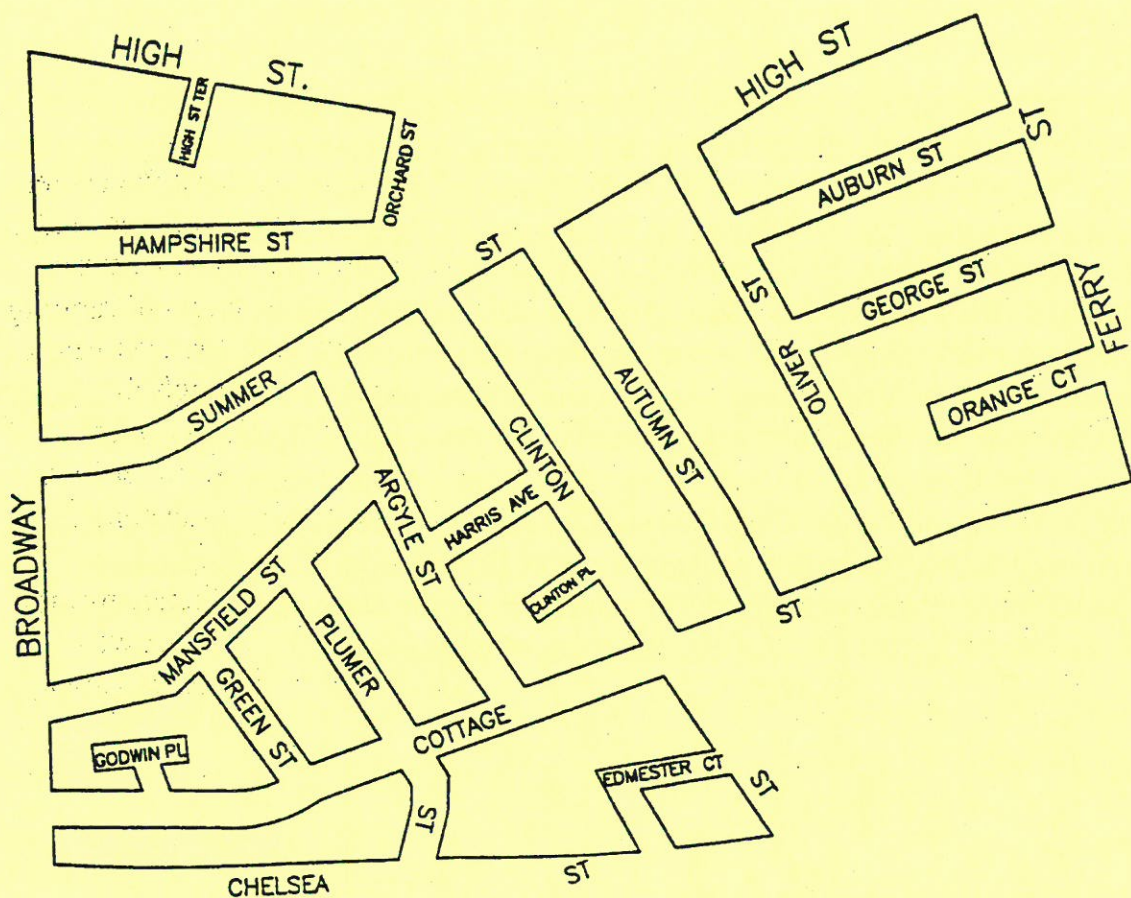 HIGH ST.
HIGH ST TER
ORCHARD ST
HAMPSHIRE ST
HIGH ST
AUBURN ST
GEORGE ST
ORANGE CT
FERRY ST
OLIVER ST
AUTUMN ST
CLINTON
SUMMER ST
ARGYLE ST
HARRIS AVE
CLINTON PL
BROADWAY
MANSFIELD ST
PLUMER ST
GREEN ST
GODWIN PL
COTTAGE ST
EDMESTER CT
ST
CHELSEA ST